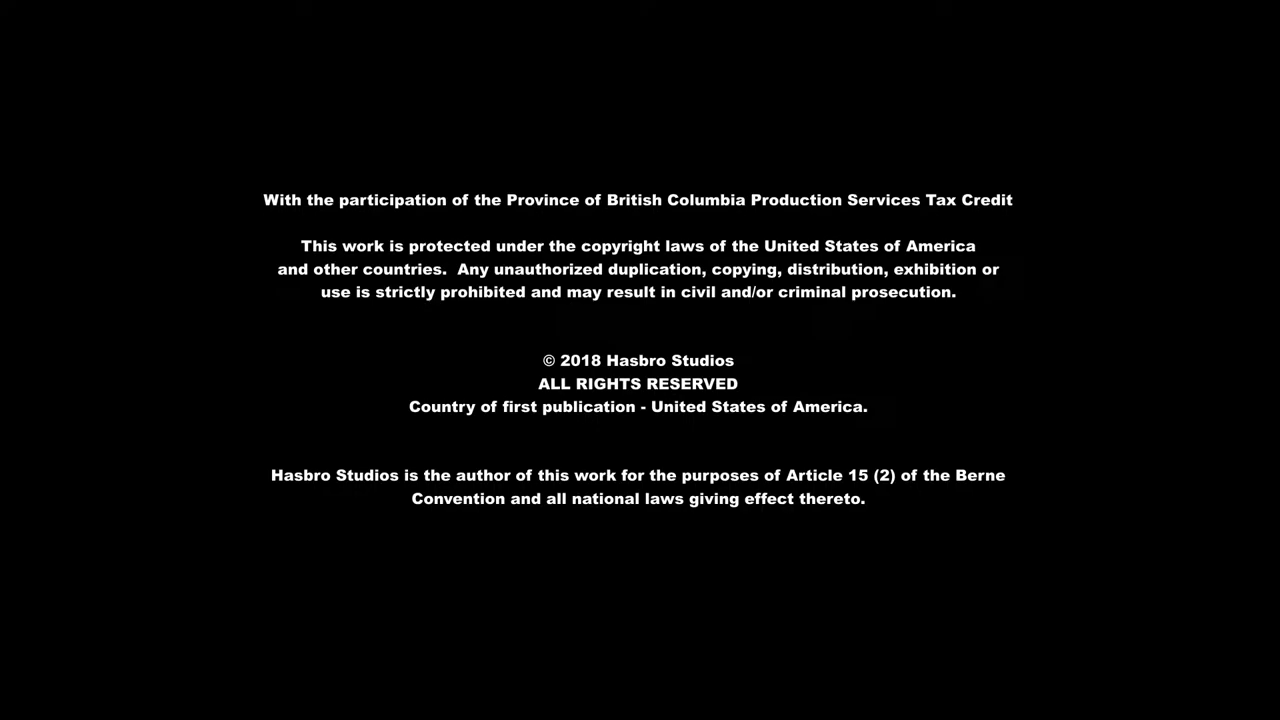 With the participation of the Province of British Columbia Production Services Tax Credit
This work is protected under the copyright laws of the United States of America
and other countries.  Any unauthorized duplication, copying, distribution, exhibition or
use is strictly prohibited and may result in civil and/or criminal prosecution.
© 2018 Hasbro Studios
ALL RIGHTS RESERVED
Country of first publication - United States of America.
Hasbro Studios is the author of this work for the purposes of Article 15 (2) of the Berne
Convention and all national laws giving effect thereto.